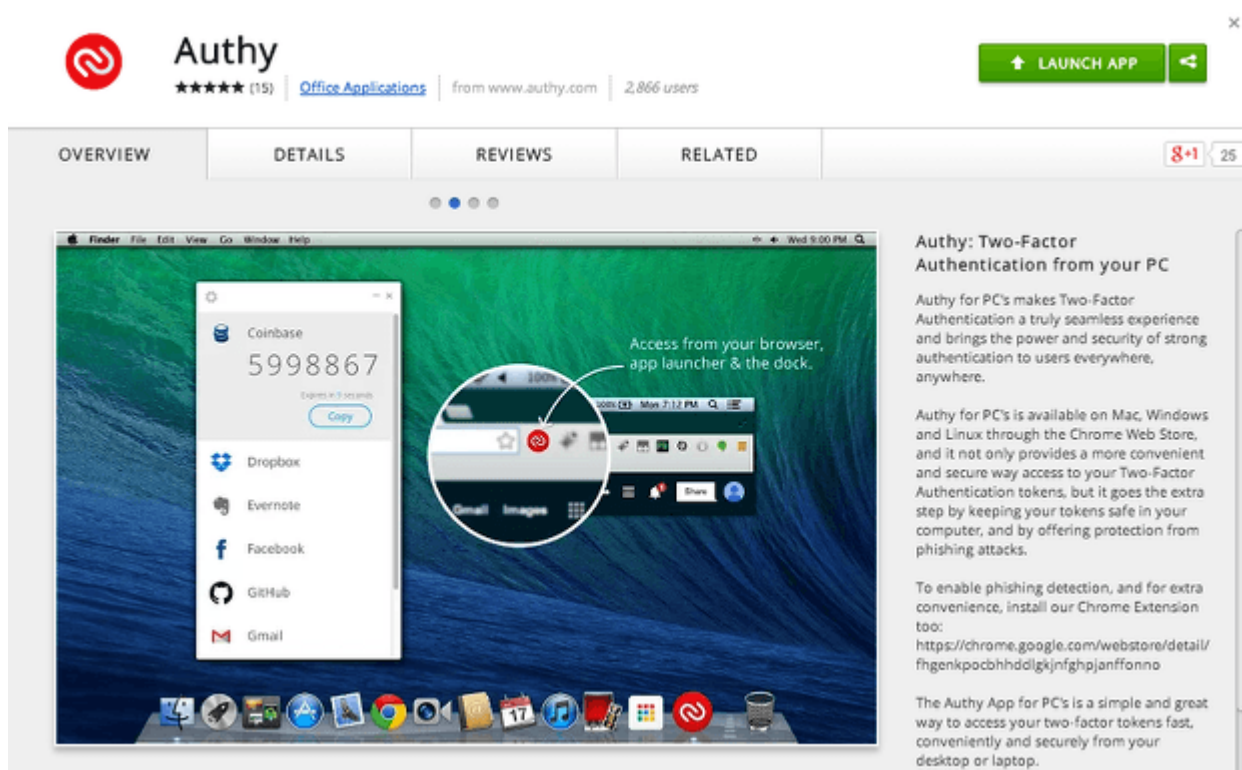 Authy
★★★★★ (15) Office Applications from www.authy.com 2,866 users
LAUNCH APP
OVERVIEW DETAILS REVIEWS RELATED
g+1 25
Finder File Edit View Go Window Help
Wed 9:00 PM
Coinbase
5998867
Expires in 9 seconds
Copy
Dropbox
Evernote
Facebook
GitHub
Gmail
Access from your browser,
app launcher & the dock.
100%
100% Mon 7:12 PM
Gmail Images
Share
17
Authy: Two-Factor
Authentication from your PC
Authy for PC's makes Two-Factor
Authentication a truly seamless experience
and brings the power and security of strong
authentication to users everywhere,
anywhere.
Authy for PC's is available on Mac, Windows
and Linux through the Chrome Web Store,
and it not only provides a more convenient
and secure way access to your Two-Factor
Authentication tokens, but it goes the extra
step by keeping your tokens safe in your
computer, and by offering protection from
phishing attacks.
To enable phishing detection, and for extra
convenience, install our Chrome Extension
too:
https://chrome.google.com/webstore/detail/
fhgenkpocbhhddlgkjnfghpjanffonno
The Authy App for PC's is a simple and great
way to access your two-factor tokens fast,
conveniently and securely from your
desktop or laptop.